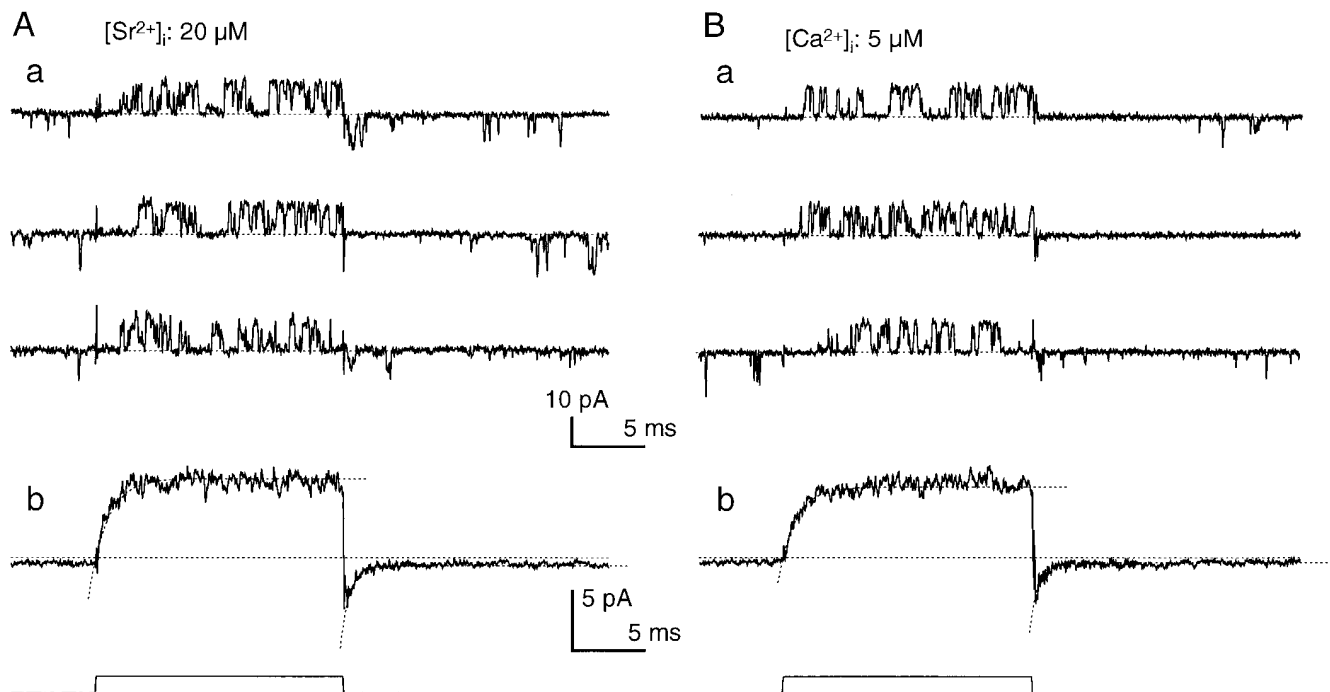 A
[Sr²⁺]ᵢ: 20 µM
a
10 pA
5 ms
b
5 pA
5 ms
B
[Ca²⁺]ᵢ: 5 µM
a
b